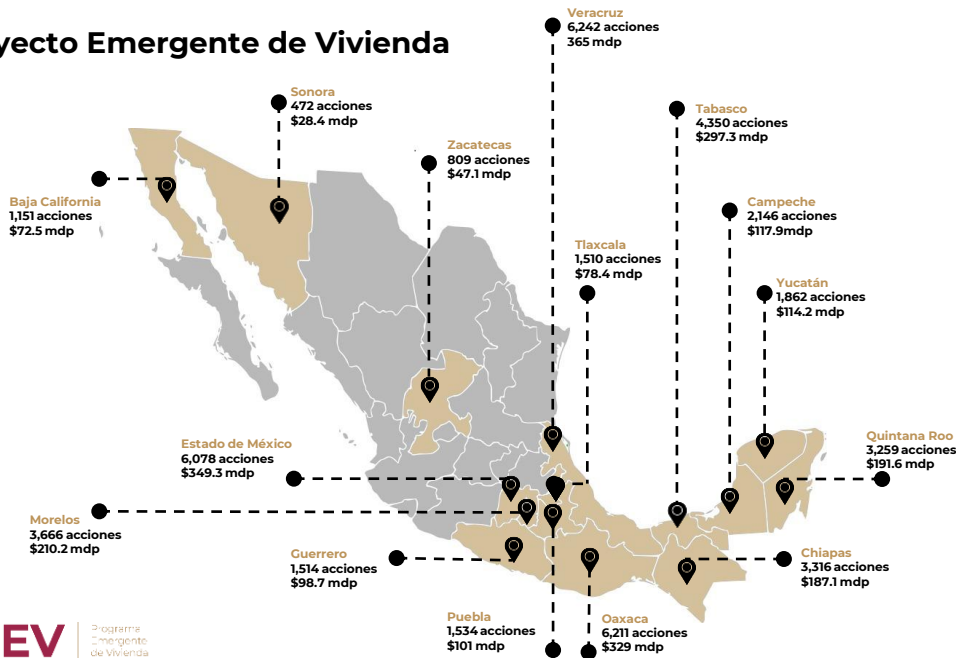 yecto Emergente de Vivienda
Veracruz
6,242 acciones
365 mdp
Sonora
472 acciones
$28.4 mdp
Tabasco
4,350 acciones
$297.3 mdp
Zacatecas
809 acciones
$47.1 mdp
Baja California
1,151 acciones
$72.5 mdp
Campeche
2,146 acciones
$117.9mdp
Tlaxcala
1,510 acciones
$78.4 mdp
Yucatán
1,862 acciones
$114.2 mdp
Estado de México
6,078 acciones
$349.3 mdp
Quintana Roo
3,259 acciones
$191.6 mdp
Morelos
3,666 acciones
$210.2 mdp
Guerrero
1,514 acciones
$98.7 mdp
Chiapas
3,316 acciones
$187.1 mdp
Puebla
1,534 acciones
$101 mdp
Oaxaca
6,211 acciones
$329 mdp
EV
Programa
Emergente
de Vivienda